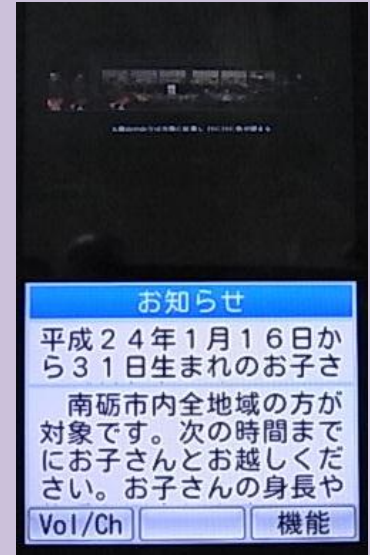 お知らせ
平成24年1月16日か
ら31日生まれのお子さ
南砺市内全地域の方が
対象です。次の時間まで
にお子さんとお越しくだ
さい。お子さんの身長や
Vol/Ch
機能